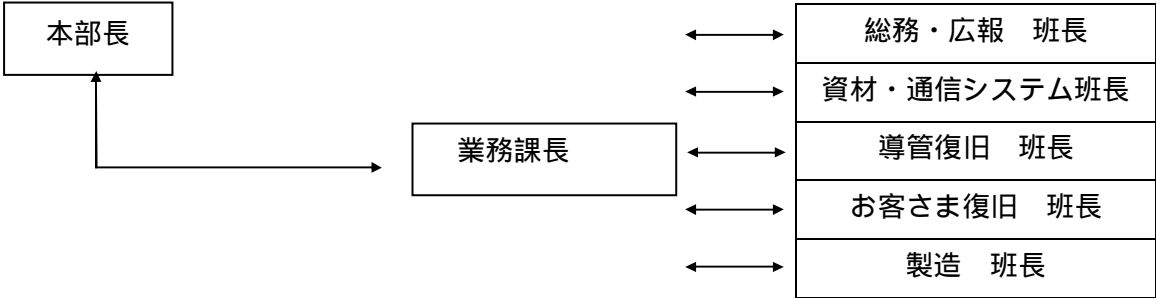 本部長
業務課長
総務・広報　班長
資材・通信システム班長
導管復旧　班長
お客さま復旧　班長
製造　班長